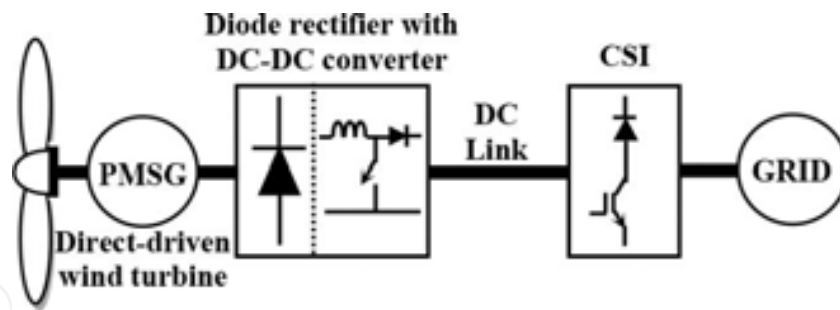 Diode rectifier with
DC-DC converter
CSI
DC
Link
PMSG
GRID
Direct-driven
wind turbine